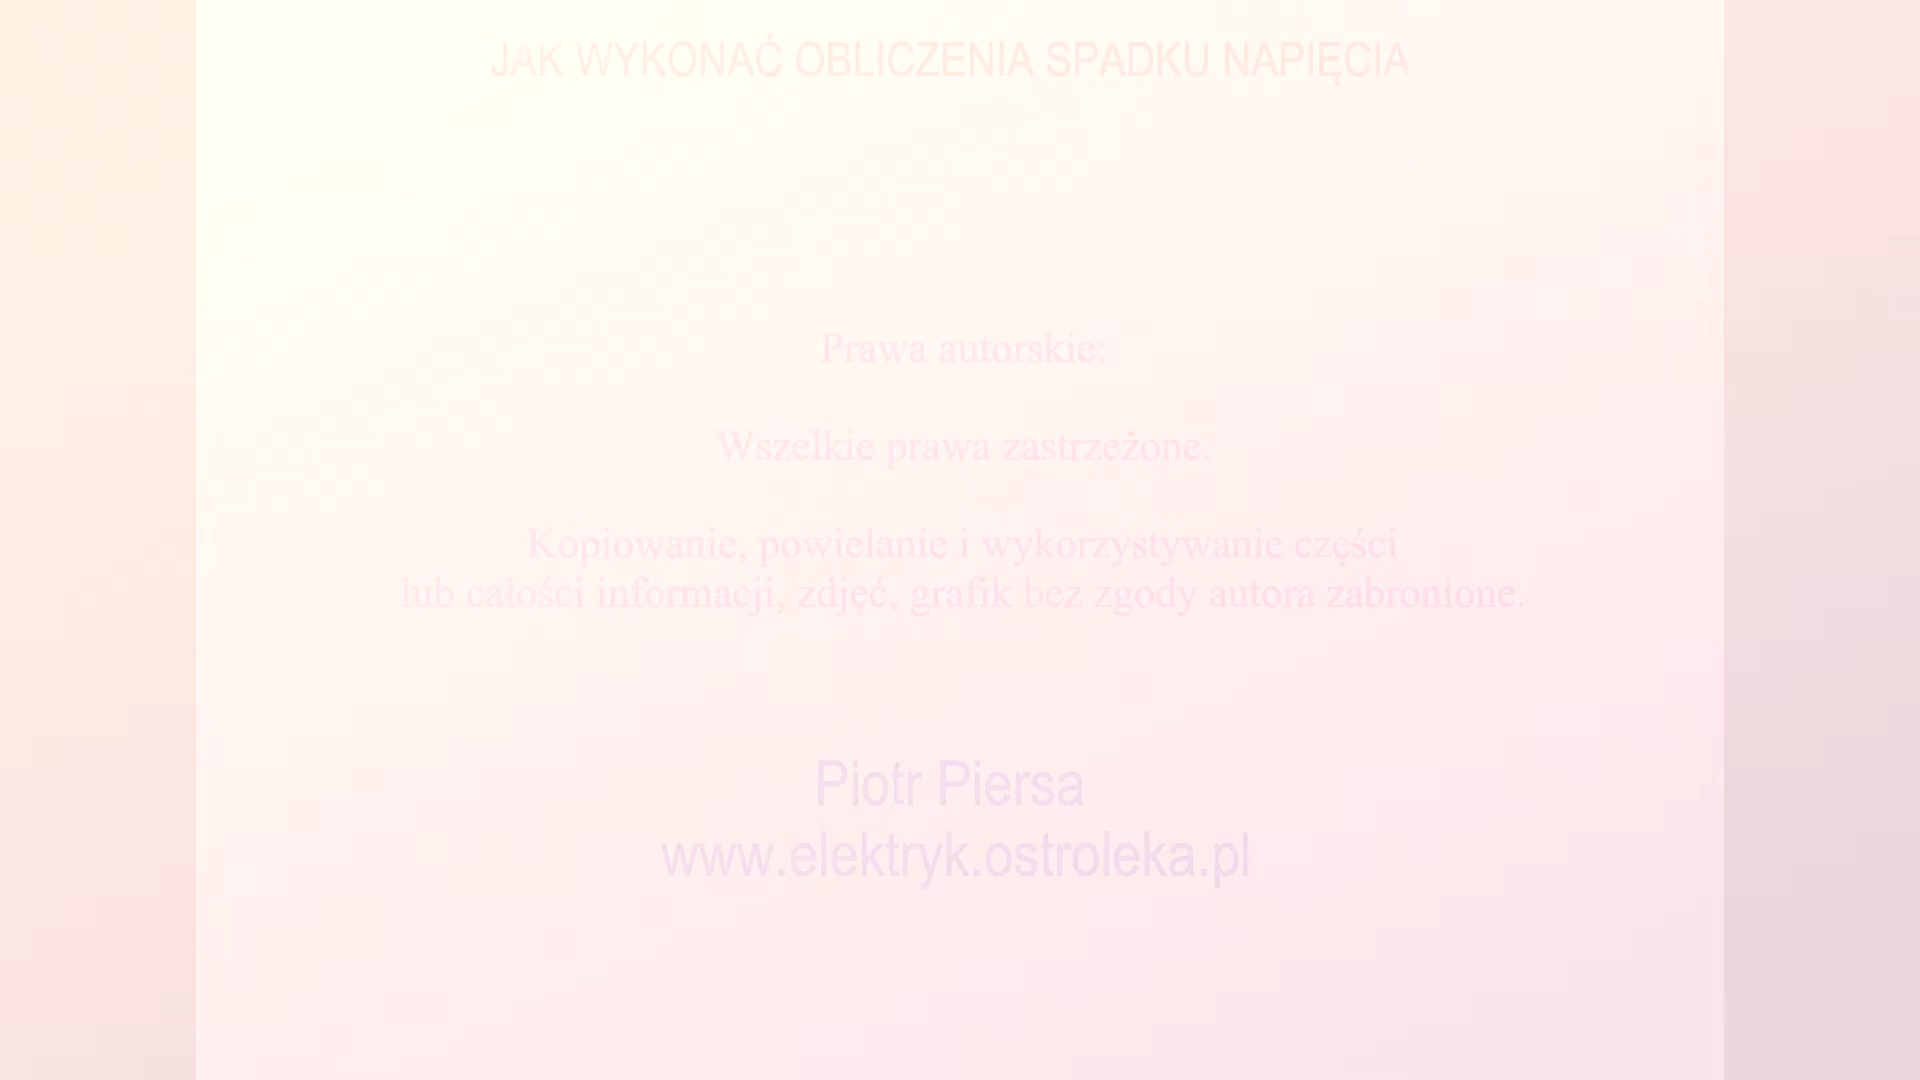 JAK WYKONAĆ OBLICZENIA SPADKU NAPIĘCIA
Prawa autorskie:
Wszelkie prawa zastrzeżone.
Kopiowanie, powielanie i wykorzystywanie części
lub całości informacji, zdjęć, grafik bez zgody autora zabronione.
Piotr Piersa
www.elektryk.ostroleka.pl